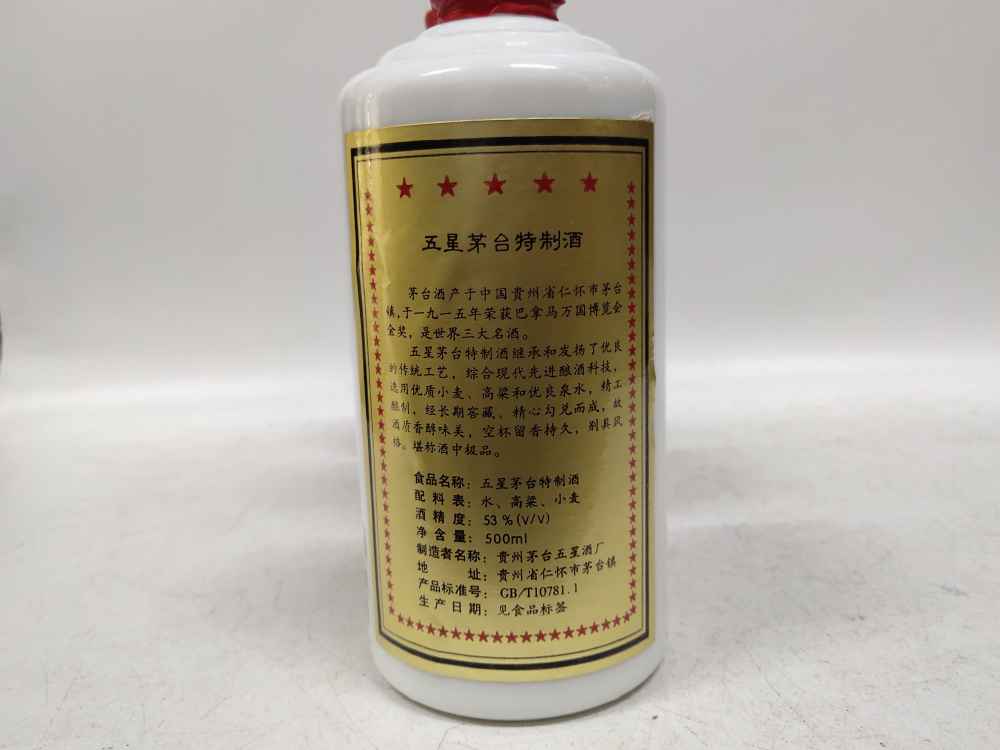 五星茅台特制酒
茅台酒产于中国贵州省仁怀市茅台
镇,于一九一五年荣获巴拿马万国博览会
金奖，是世界三大名酒。
五星茅台特制酒继承和发扬了优良
的传统工艺，综合现代先进酿酒科技，
选用优质小麦、高粱和优良泉水，精工
酿制，经长期窖藏、精心勾兑而成，故
酒质香醇味美，空杯留香持久，别具风
格。堪称酒中极品。
食品名称：五星茅台特制酒
配料表：水、高粱、小麦
酒精度：53%(V/V)
净含量：500ml
制造者名称：贵州茅台五星酒厂
地址：贵州省仁怀市茅台镇
产品标准号：GB/T10781.1
生产日期：见食品标签